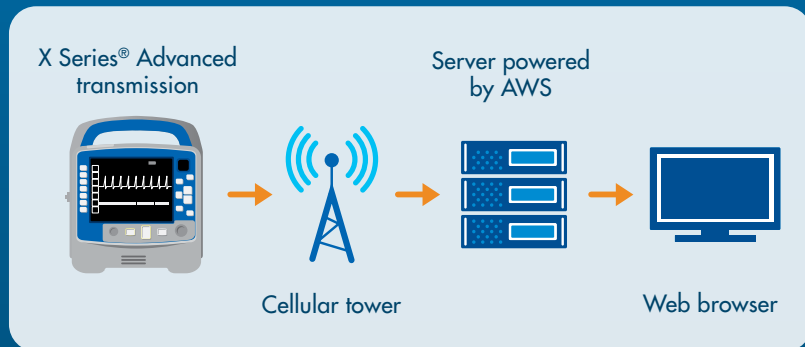 X Series® Advanced
transmission
Server powered
by AWS
Cellular tower
Web browser